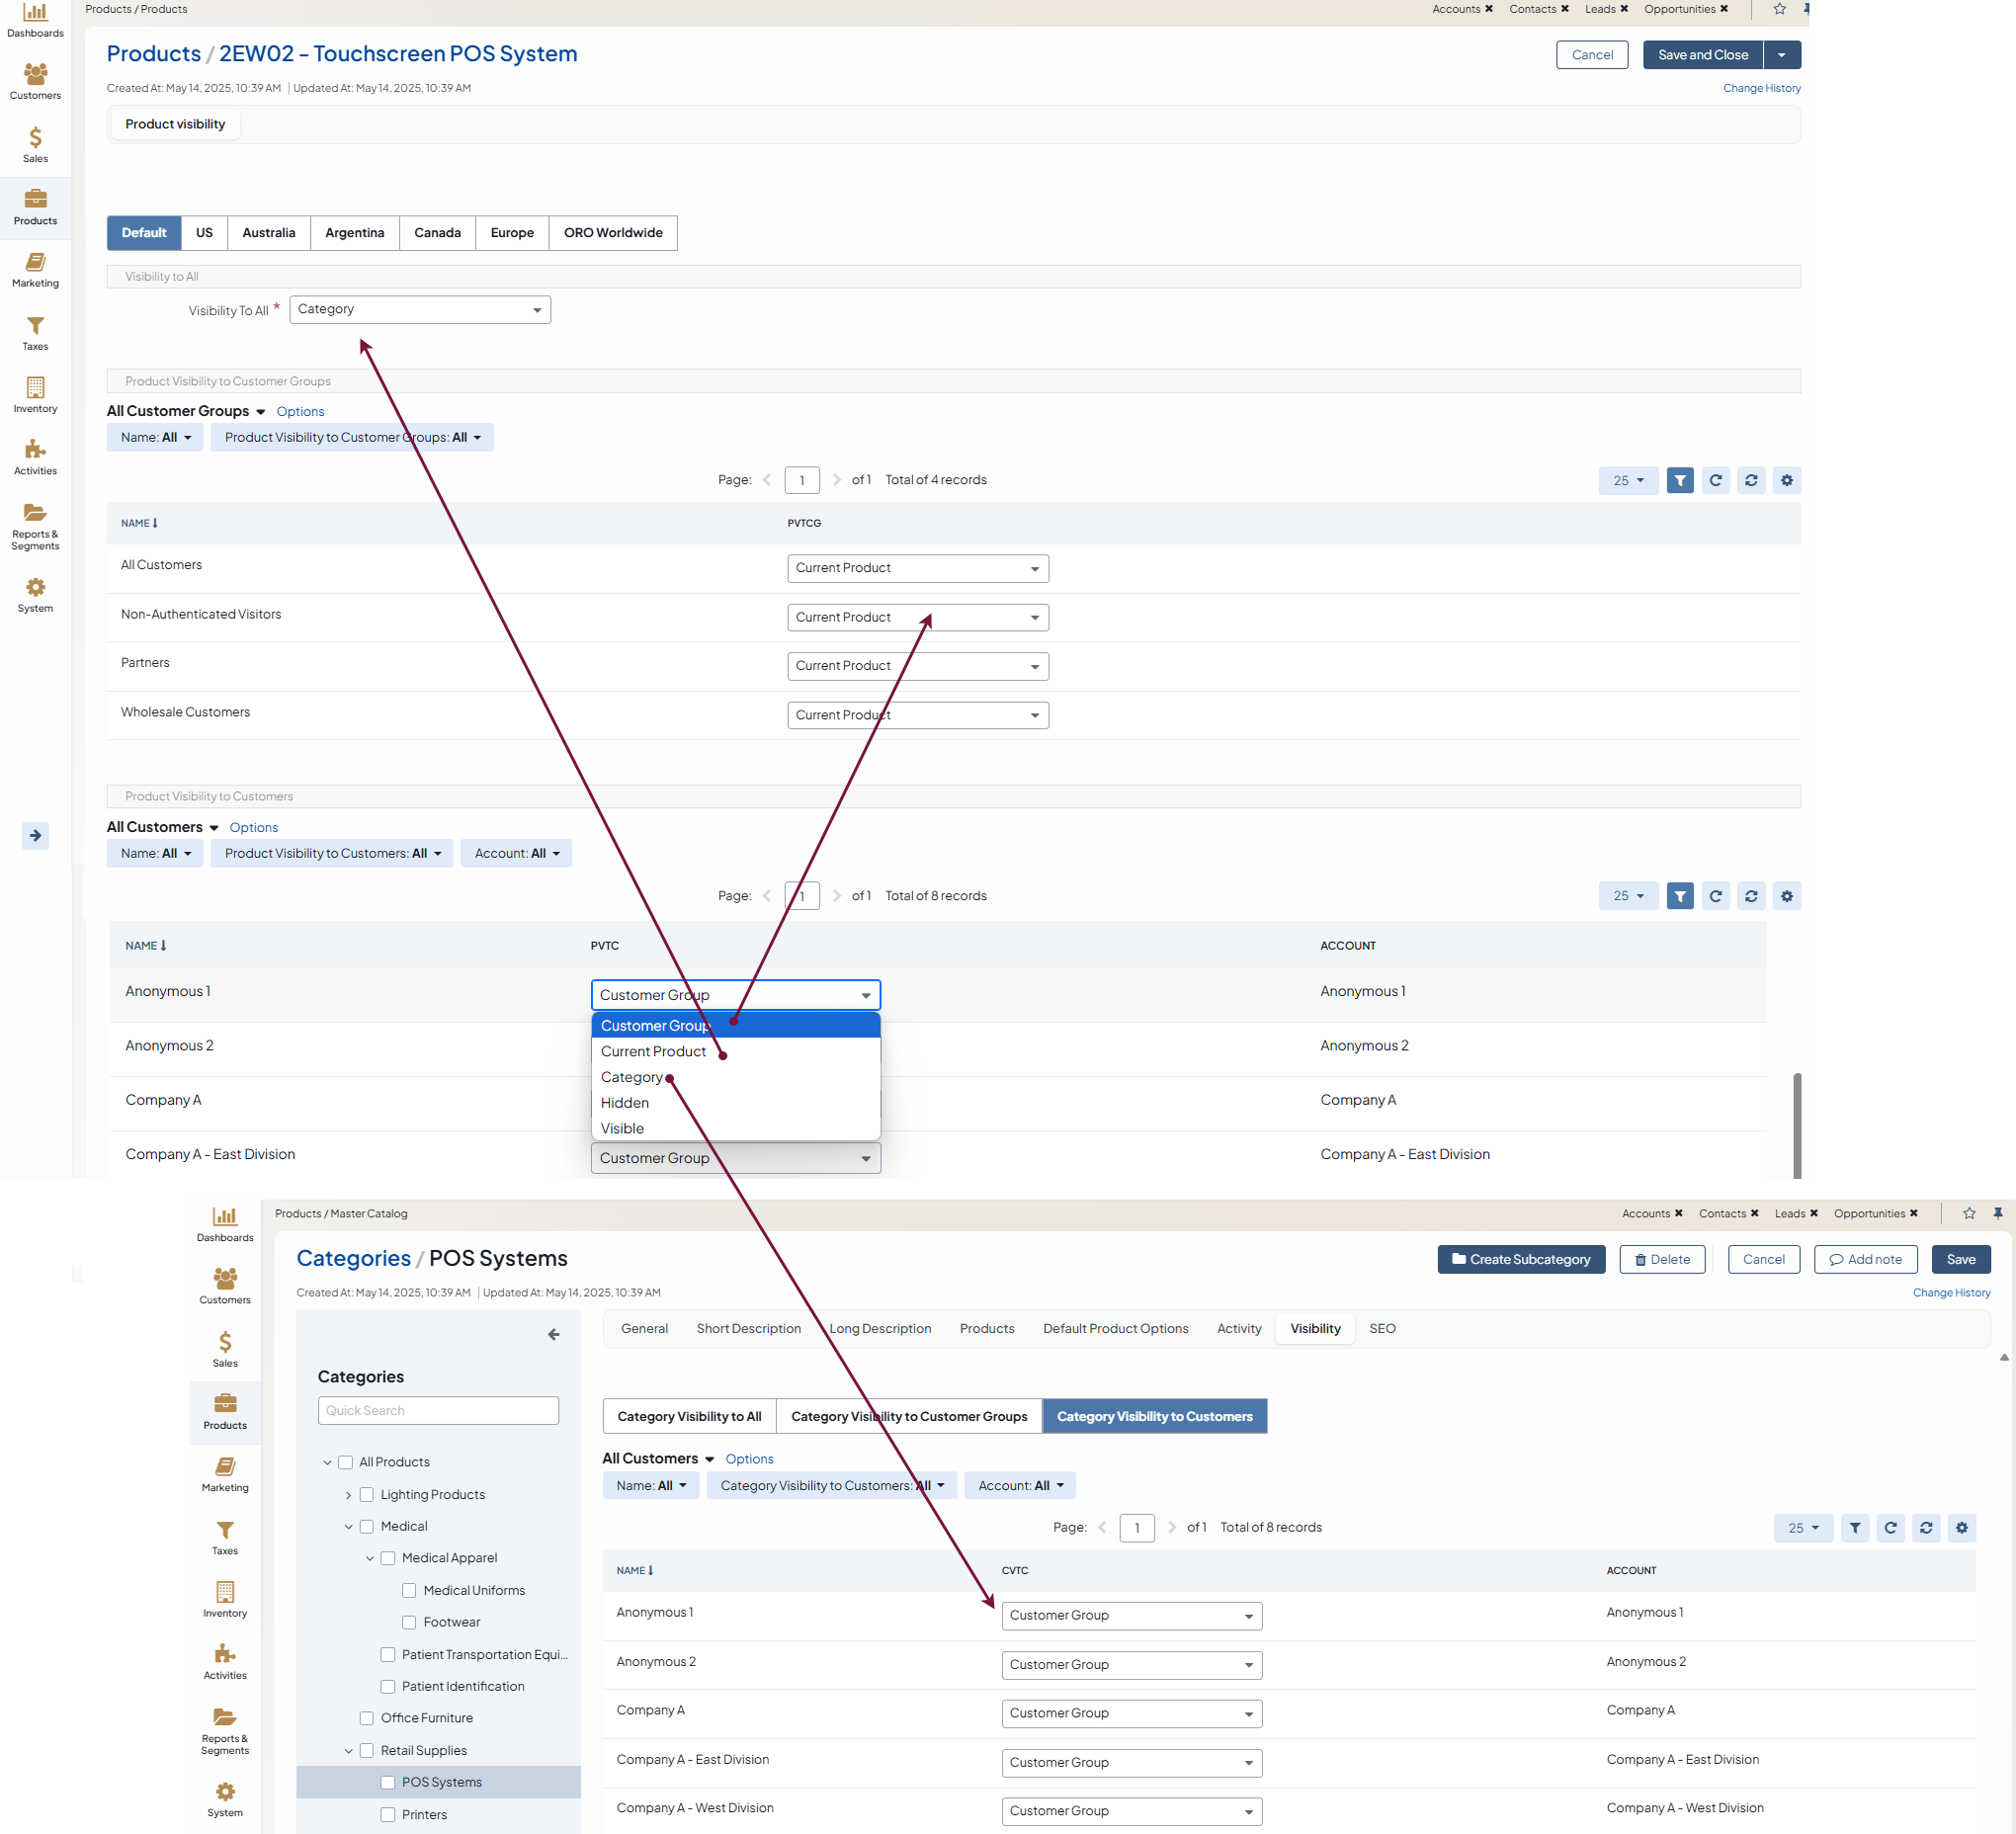 Products / Products
Accounts ✖ Contacts ✖ Leads ✖ Opportunities ✖
Dashboards
Customers
Sales
Products
Marketing
Taxes
Inventory
Activities
Reports &
Segments
System
Products / 2EW02 – Touchscreen POS System
Cancel
Save and Close
Created At: May 14, 2025, 10:39 AM | Updated At: May 14, 2025, 10:39 AM
Change History
Product visibility
Default US Australia Argentina Canada Europe ORO Worldwide
Visibility to All
Visibility To All * Category
Product Visibility to Customer Groups
All Customer Groups Options
Name: All Product Visibility to Customer Groups: All
Page: 1 of 1 Total of 4 records 25
NAME PVTCG
All Customers Current Product
Non-Authenticated Visitors Current Product
Partners Current Product
Wholesale Customers Current Product
Product Visibility to Customers
All Customers Options
Name: All Product Visibility to Customers: All Account: All
Page: 1 of 1 Total of 8 records 25
NAME PVTC ACCOUNT
Anonymous 1 Customer Group Anonymous 1
Customer Group
Anonymous 2 Anonymous 2
Current Product
Category
Company A Company A
Hidden
Visible
Company A - East Division Customer Group Company A - East Division
Products / Master Catalog
Accounts ✖ Contacts ✖ Leads ✖ Opportunities ✖
Dashboards
Customers
Sales
Products
Marketing
Taxes
Inventory
Activities
Reports &
Segments
System
Categories / POS Systems
Create Subcategory Delete Cancel Add note Save
Created At: May 14, 2025, 10:39 AM | Updated At: May 14, 2025, 10:39 AM
Change History
Categories
Quick Search
All Products
Lighting Products
Medical
Medical Apparel
Medical Uniforms
Footwear
Patient Transportation Equi...
Patient Identification
Office Furniture
Retail Supplies
POS Systems
Printers
General Short Description Long Description Products Default Product Options Activity Visibility SEO
Category Visibility to All Category Visibility to Customer Groups Category Visibility to Customers
All Customers Options
Name: All Category Visibility to Customers: All Account: All
Page: 1 of 1 Total of 8 records 25
NAME CVTC ACCOUNT
Anonymous 1 Customer Group Anonymous 1
Anonymous 2 Customer Group Anonymous 2
Company A Customer Group Company A
Company A - East Division Customer Group Company A - East Division
Company A - West Division Customer Group Company A - West Division